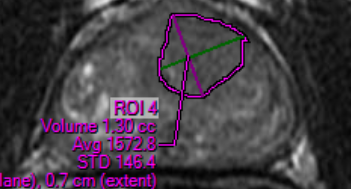 ROI 4
Volume 1.30 cc
Avg 1572.8
STD 146.4
lane), 0.7 cm (extent)